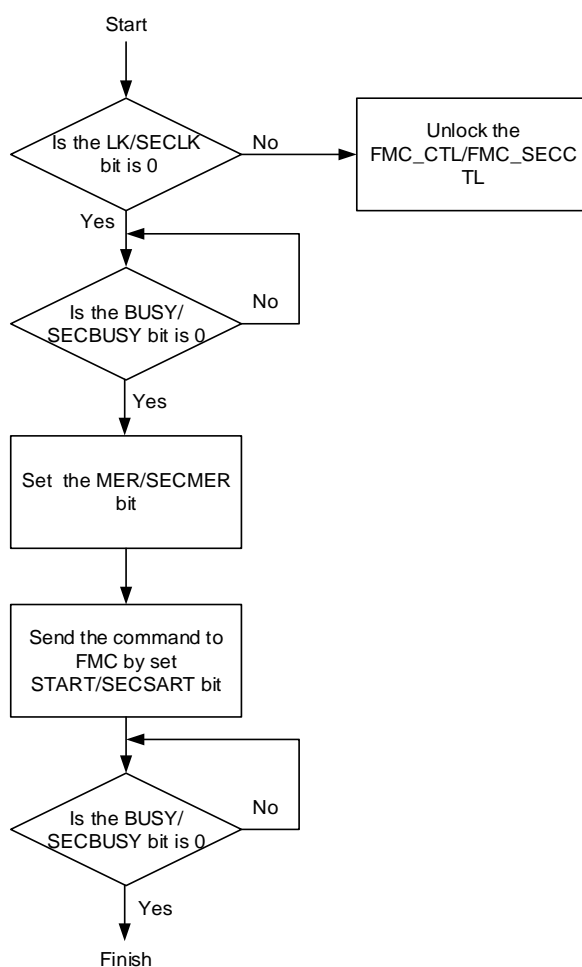 Start
Is the LK/SECLK
bit is 0
No
Unlock the
FMC_CTL/FMC_SECC
TL
Yes
Is the BUSY/
SECBUSY bit is 0
No
Yes
Set the MER/SECMER
bit
Send the command to
FMC by set
START/SECSART bit
Is the BUSY/
SECBUSY bit is 0
No
Yes
Finish